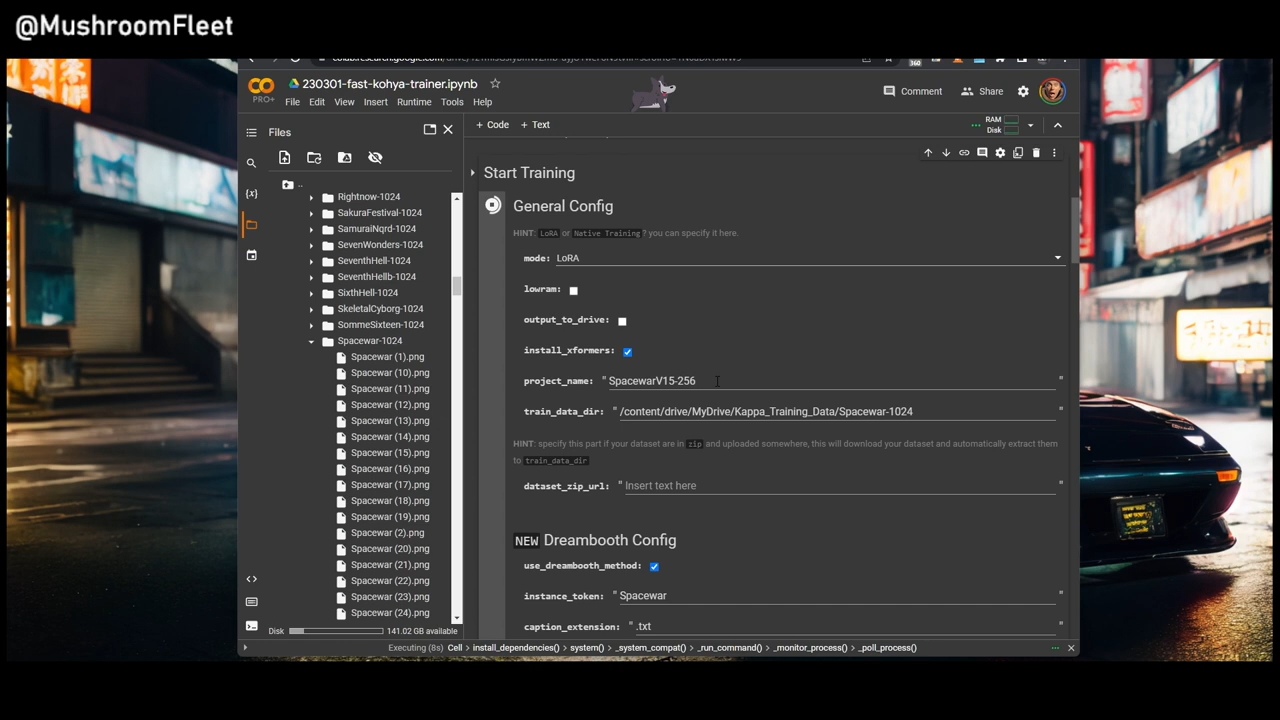 @MushroomFleet
PRO+
230301-fast-kohya-trainer.ipynb
File Edit View Insert Runtime Tools Help
Comment
Share
Files
+ Code + Text
RAM
Disk
..
Rightnow-1024
SakuraFestival-1024
SamuraiNqrd-1024
SevenWonders-1024
SeventhHell-1024
SeventhHellb-1024
SixthHell-1024
SkeletalCyborg-1024
SommeSixteen-1024
Spacewar-1024
Spacewar (1).png
Spacewar (10).png
Spacewar (11).png
Spacewar (12).png
Spacewar (13).png
Spacewar (14).png
Spacewar (15).png
Spacewar (16).png
Spacewar (17).png
Spacewar (18).png
Spacewar (19).png
Spacewar (2).png
Spacewar (20).png
Spacewar (21).png
Spacewar (22).png
Spacewar (23).png
Spacewar (24).png
Disk 141.02 GB available
Start Training
General Config
HINT: LoRA or Native Training? you can specify it here.
mode: LoRA
lowram:
output_to_drive:
install_xformers:
project_name: " SpacewarV15-256 "
train_data_dir: " /content/drive/MyDrive/Kappa_Training_Data/Spacewar-1024 "
HINT: specify this part if your dataset are in zip and uploaded somewhere, this will download your dataset and automatically extract them
to train_data_dir
dataset_zip_url: " Insert text here "
NEW Dreambooth Config
use_dreambooth_method:
instance_token: " Spacewar "
caption_extension: " .txt "
Executing (8s) Cell > install_dependencies() > system() > _system_compat() > _run_command() > _monitor_process() > _poll_process()